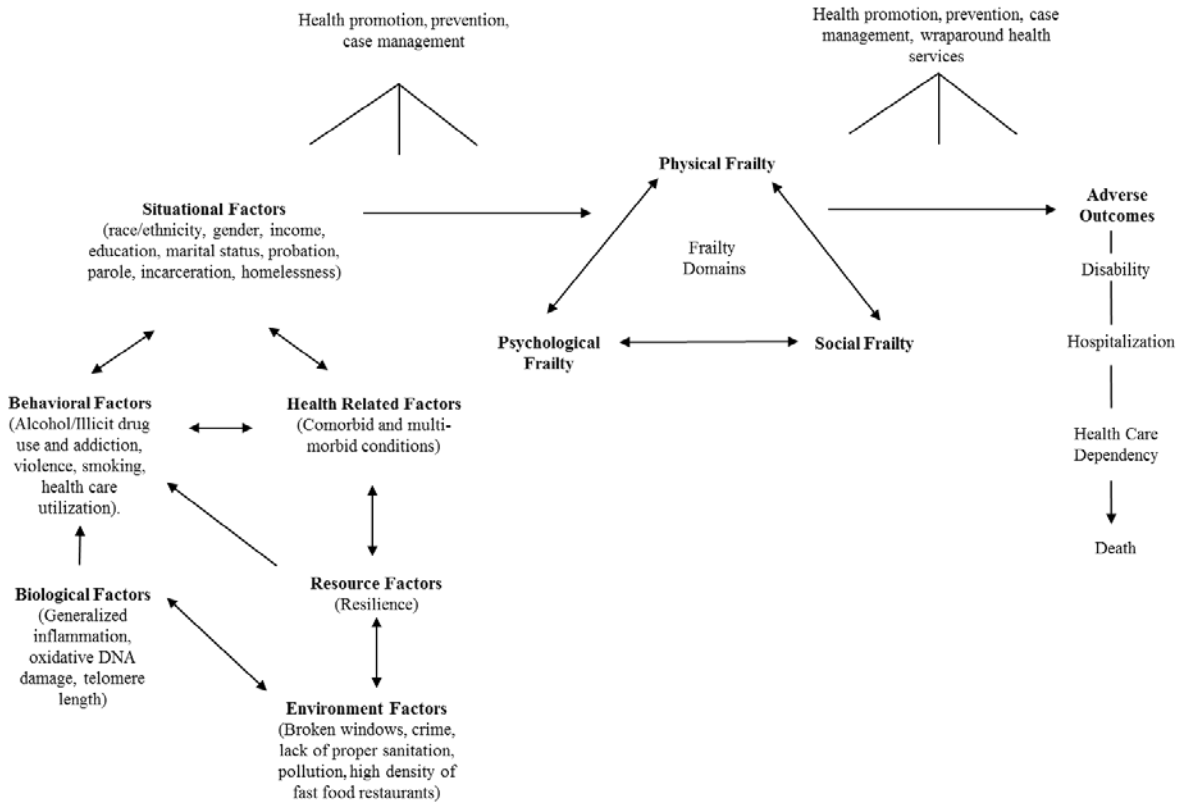 Health promotion, prevention,
case management
Health promotion, prevention, case
management, wraparound health
services
Physical Frailty
Situational Factors
(race/ethnicity, gender, income,
education, marital status, probation,
parole, incarceration, homelessness)
Frailty
Domains
Adverse
Outcomes
Disability
Psychological
Frailty
Social Frailty
Hospitalization
Behavioral Factors
(Alcohol/Illicit drug
use and addiction,
violence, smoking,
health care
utilization).
Health Related Factors
(Comorbid and multi-
morbid conditions)
Health Care
Dependency
Death
Biological Factors
(Generalized
inflammation,
oxidative DNA
damage, telomere
length)
Resource Factors
(Resilience)
Environment Factors
(Broken windows, crime,
lack of proper sanitation,
pollution, high density of
fast food restaurants)